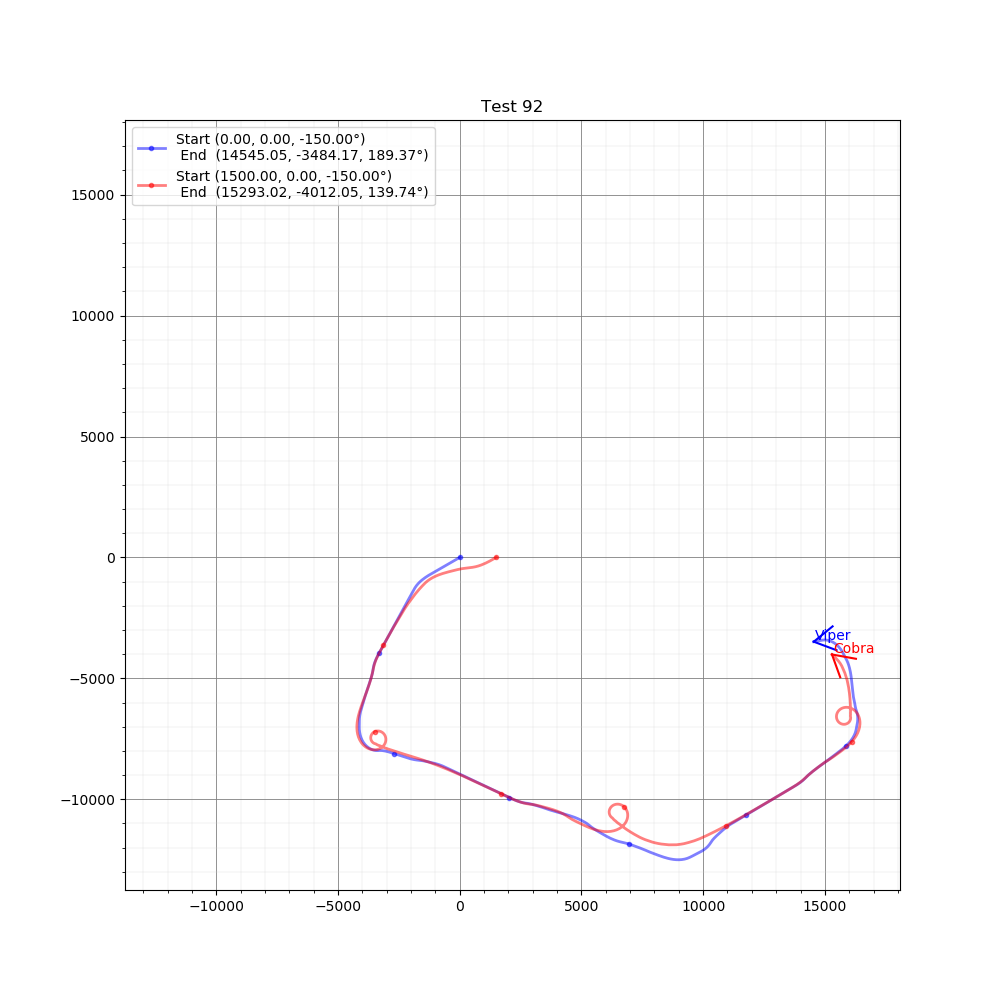 Test 92
Start (0.00, 0.00, -150.00°)
End  (14545.05, -3484.17, 189.37°)
Start (1500.00, 0.00, -150.00°)
End  (15293.02, -4012.05, 139.74°)
15000
10000
5000
0
Viper
Cobra
−5000
−10000
−10000
−5000
0
5000
10000
15000